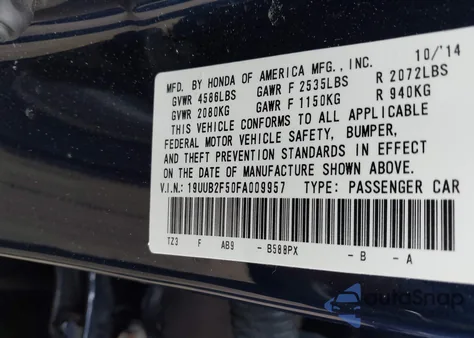 MFD. BY HONDA OF AMERICA MFG., INC. 10/'14
GVWR 4586LBS GAWR F 2535LBS R 2072LBS
GVWR 2080KG GAWR F 1150KG R 940KG
THIS VEHICLE CONFORMS TO ALL APPLICABLE
FEDERAL MOTOR VEHICLE SAFETY, BUMPER,
AND THEFT PREVENTION STANDARDS IN EFFECT
ON THE DATE OF MANUFACTURE SHOWN ABOVE.
V.I.N.: 19UUB2F50FA009957 TYPE: PASSENGER CAR
TZ3 F AB9 - B588PX - B - A
AutoSnap